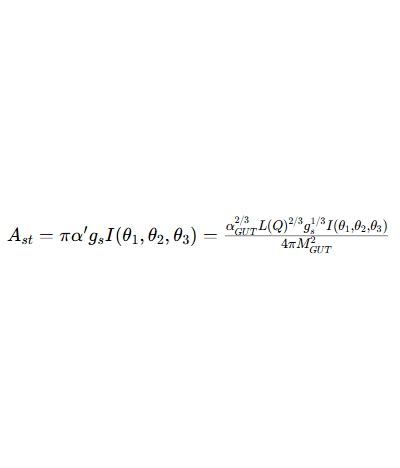 $A_{st} = \pi \alpha' g_s I(\theta_1, \theta_2, \theta_3) = \frac{\alpha_{GUT}^{2/3} L(Q)^{2/3} g_s^{1/3} I(\theta_1, \theta_2, \theta_3)}{4 \pi M_{GUT}^2}$